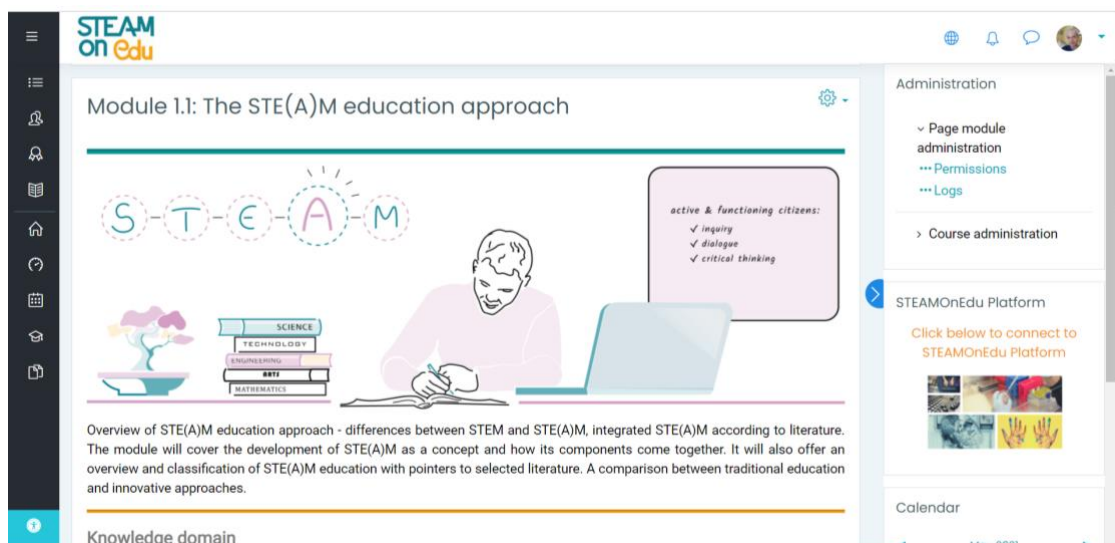 STEAM
on edu
Module 1.1: The STE(A)M education approach
S-T-E-A-M
active & functioning citizens:
✓ inquiry
✓ dialogue
✓ critical thinking
SCIENCE
TECHNOLOGY
ENGINEERING
ARTS
MATHEMATICS
Overview of STE(A)M education approach - differences between STEM and STE(A)M, integrated STE(A)M according to literature.
The module will cover the development of STE(A)M as a concept and how its components come together. It will also offer an
overview and classification of STE(A)M education with pointers to selected literature. A comparison between traditional education
and innovative approaches.
Knowledge domain
Administration
Page module
administration
Permissions
Logs
Course administration
STEAMOnEdu Platform
Click below to connect to
STEAMOnEdu Platform
Calendar